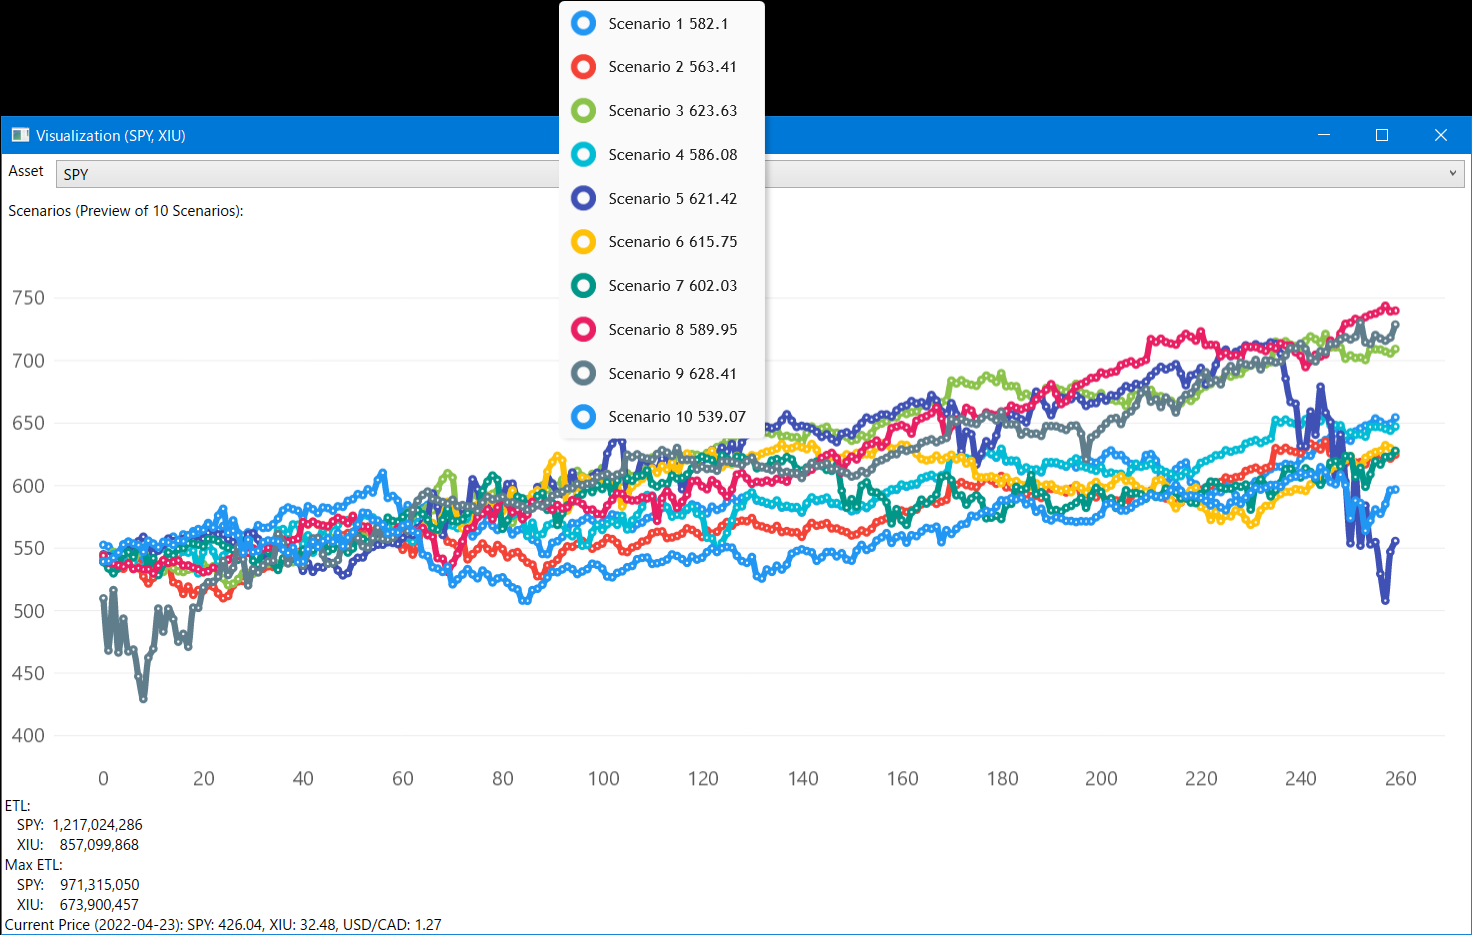 Scenario 1 582.1
Scenario 2 563.41
Scenario 3 623.63
Scenario 4 586.08
Scenario 5 621.42
Scenario 6 615.75
Scenario 7 602.03
Scenario 8 589.95
Scenario 9 628.41
Scenario 10 539.07
Visualization (SPY, XIU)
Asset SPY
Scenarios (Preview of 10 Scenarios):
750
700
650
600
550
500
450
400
0 20 40 60 80 100 120 140 160 180 200 220 240 260
ETL:
SPY: 1,217,024,286
XIU: 857,099,868
Max ETL:
SPY: 971,315,050
XIU: 673,900,457
Current Price (2022-04-23): SPY: 426.04, XIU: 32.48, USD/CAD: 1.27